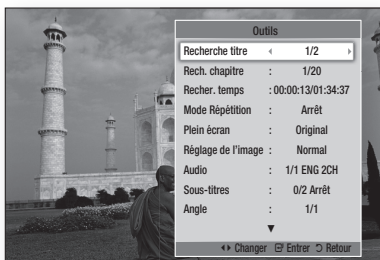 Outils
Recherche titre 1/2
Rech. chapitre : 1/20
Recher. temps : 00:00:13/01:34:37
Mode Répétition : Arrêt
Plein écran : Original
Réglage de l'image : Normal
Audio : 1/1 ENG 2CH
Sous-titres : 0/2 Arrêt
Angle : 1/1
Changer Entrer Retour